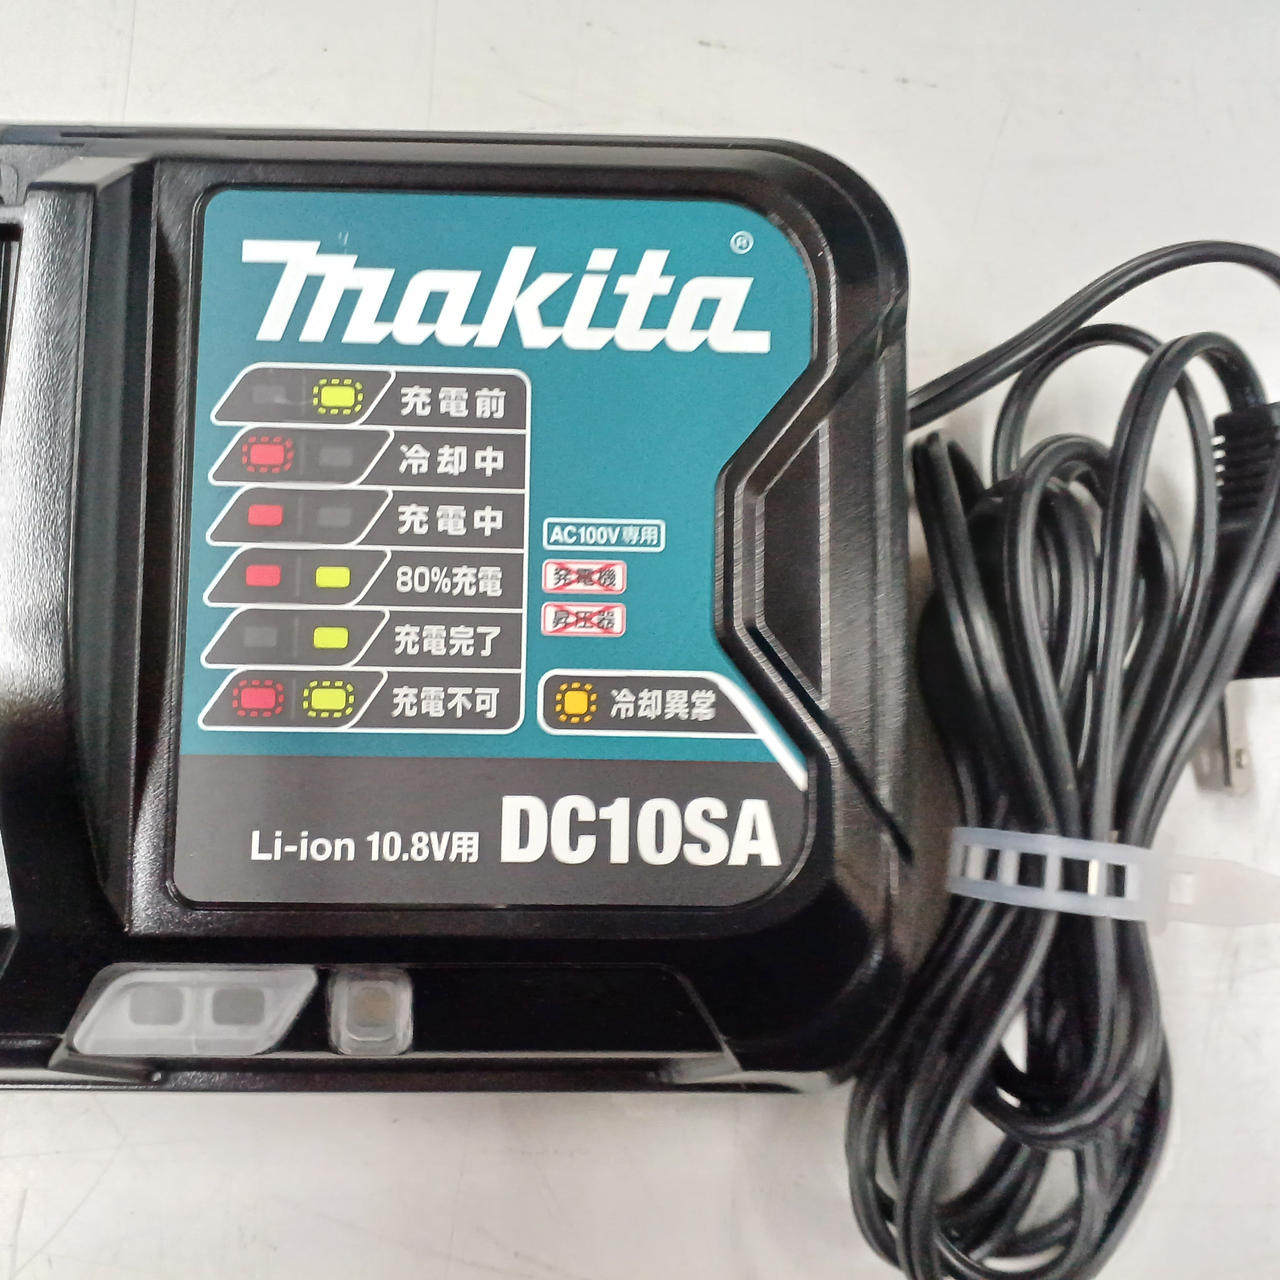 makita®
充電前
冷却中
充電中
80%充電
充電完了
充電不可
AC100V専用
発電機
昇圧器
冷却異常
Li-ion 10.8V用 DC10SA